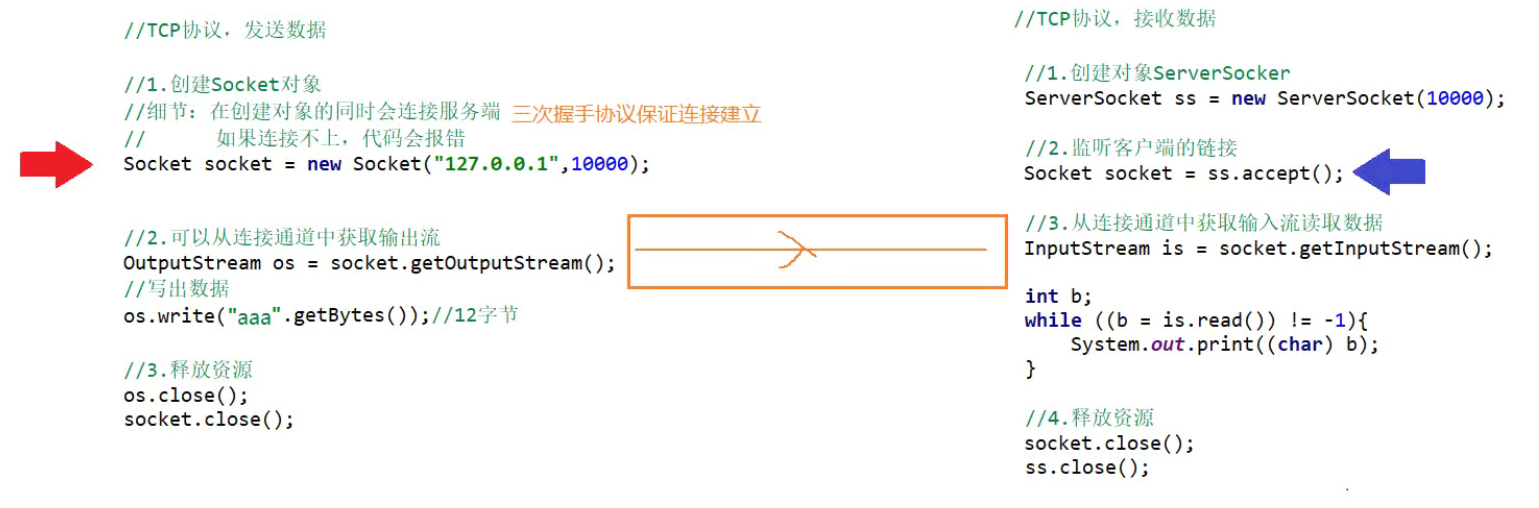 //TCP协议，发送数据
//1.创建Socket对象
//细节：在创建对象的同时会连接服务端 三次握手协议保证连接建立
//      如果连接不上，代码会报错
Socket socket = new Socket("127.0.0.1",10000);
//2.可以从连接通道中获取输出流
OutputStream os = socket.getOutputStream();
//写出数据
os.write("aaa".getBytes());//12字节
//3.释放资源
os.close();
socket.close();
//TCP协议，接收数据
//1.创建对象ServerSocker
ServerSocket ss = new ServerSocket(10000);
//2.监听客户端的链接
Socket socket = ss.accept();
//3.从连接通道中获取输入流读取数据
InputStream is = socket.getInputStream();
int b;
while ((b = is.read()) != -1){
    System.out.print((char) b);
}
//4.释放资源
socket.close();
ss.close();